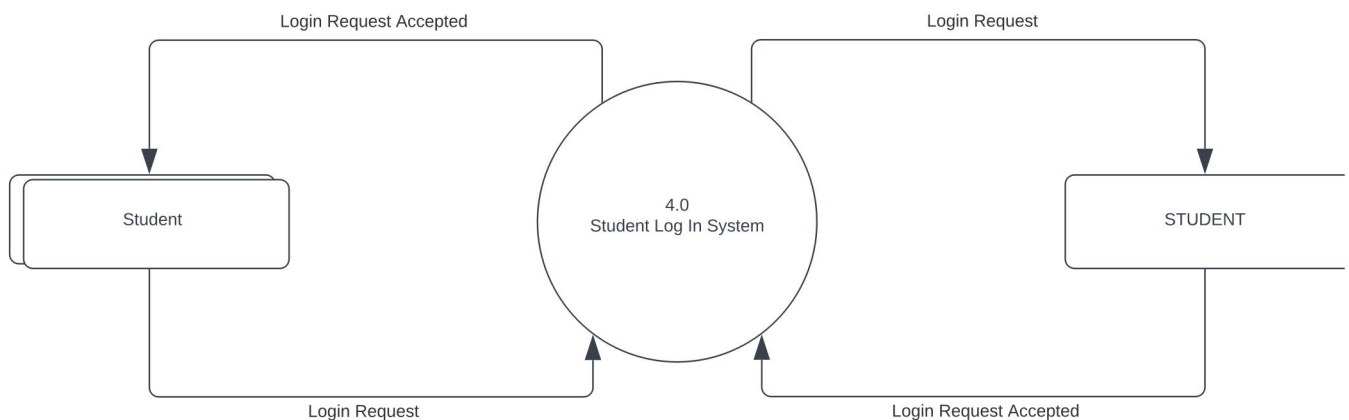 Login Request Accepted
Login Request
Student
4.0
Student Log In System
STUDENT
Login Request
Login Request Accepted